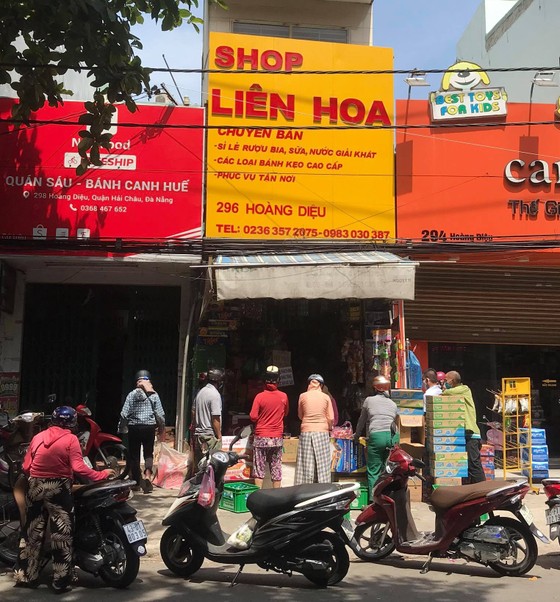 SHOP
LIÊN HOA
CHUYÊN BÁN
-SỈ LẺ RƯỢU BIA, SỮA, NƯỚC GIẢI KHÁT
-CÁC LOẠI BÁNH KẸO CAO CẤP
-PHỤC VỤ TẬN NƠI
296 HOÀNG DIỆU
TEL: 0236 357 2075-0983 030 387
QUÁN SÁU - BÁNH CANH HUẾ
298 Hoàng Diệu, Quận Hải Châu, Đà Nẵng
0368 467 652
BEST TOYS
FOR KIDS
294 Hoàng Diệu